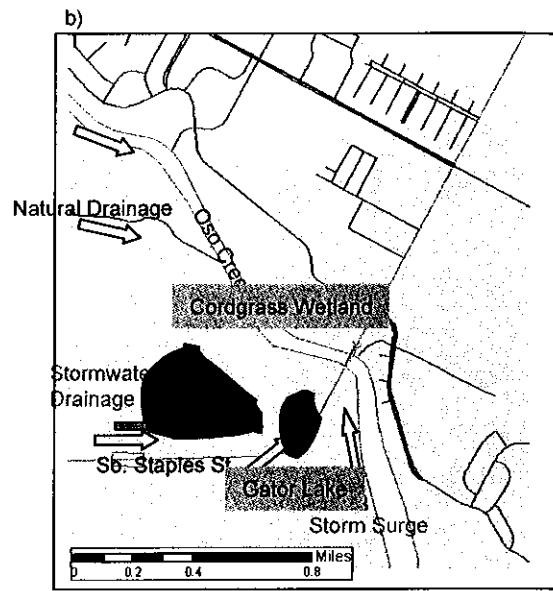 b)
Natural Drainage
Oso Cree
Cordgrass Wetland
Stormwate
Drainage
So. Staples St
Gator Lake
Storm Surge
Miles
0 0.2 0.4 0.8